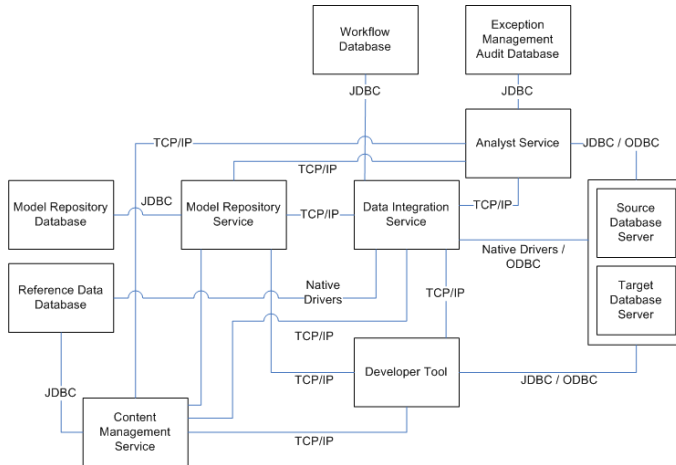 Workflow
Database
Exception
Management
Audit Database
JDBC
JDBC
TCP/IP
Analyst Service
JDBC / ODBC
TCP/IP
Model Repository
Database
JDBC
Model Repository
Service
TCP/IP
Data Integration
Service
TCP/IP
Source
Database
Server
Native Drivers /
ODBC
Reference Data
Database
Native
Drivers
TCP/IP
Target
Database
Server
TCP/IP
JDBC
TCP/IP
Developer Tool
JDBC / ODBC
Content
Management
Service
TCP/IP